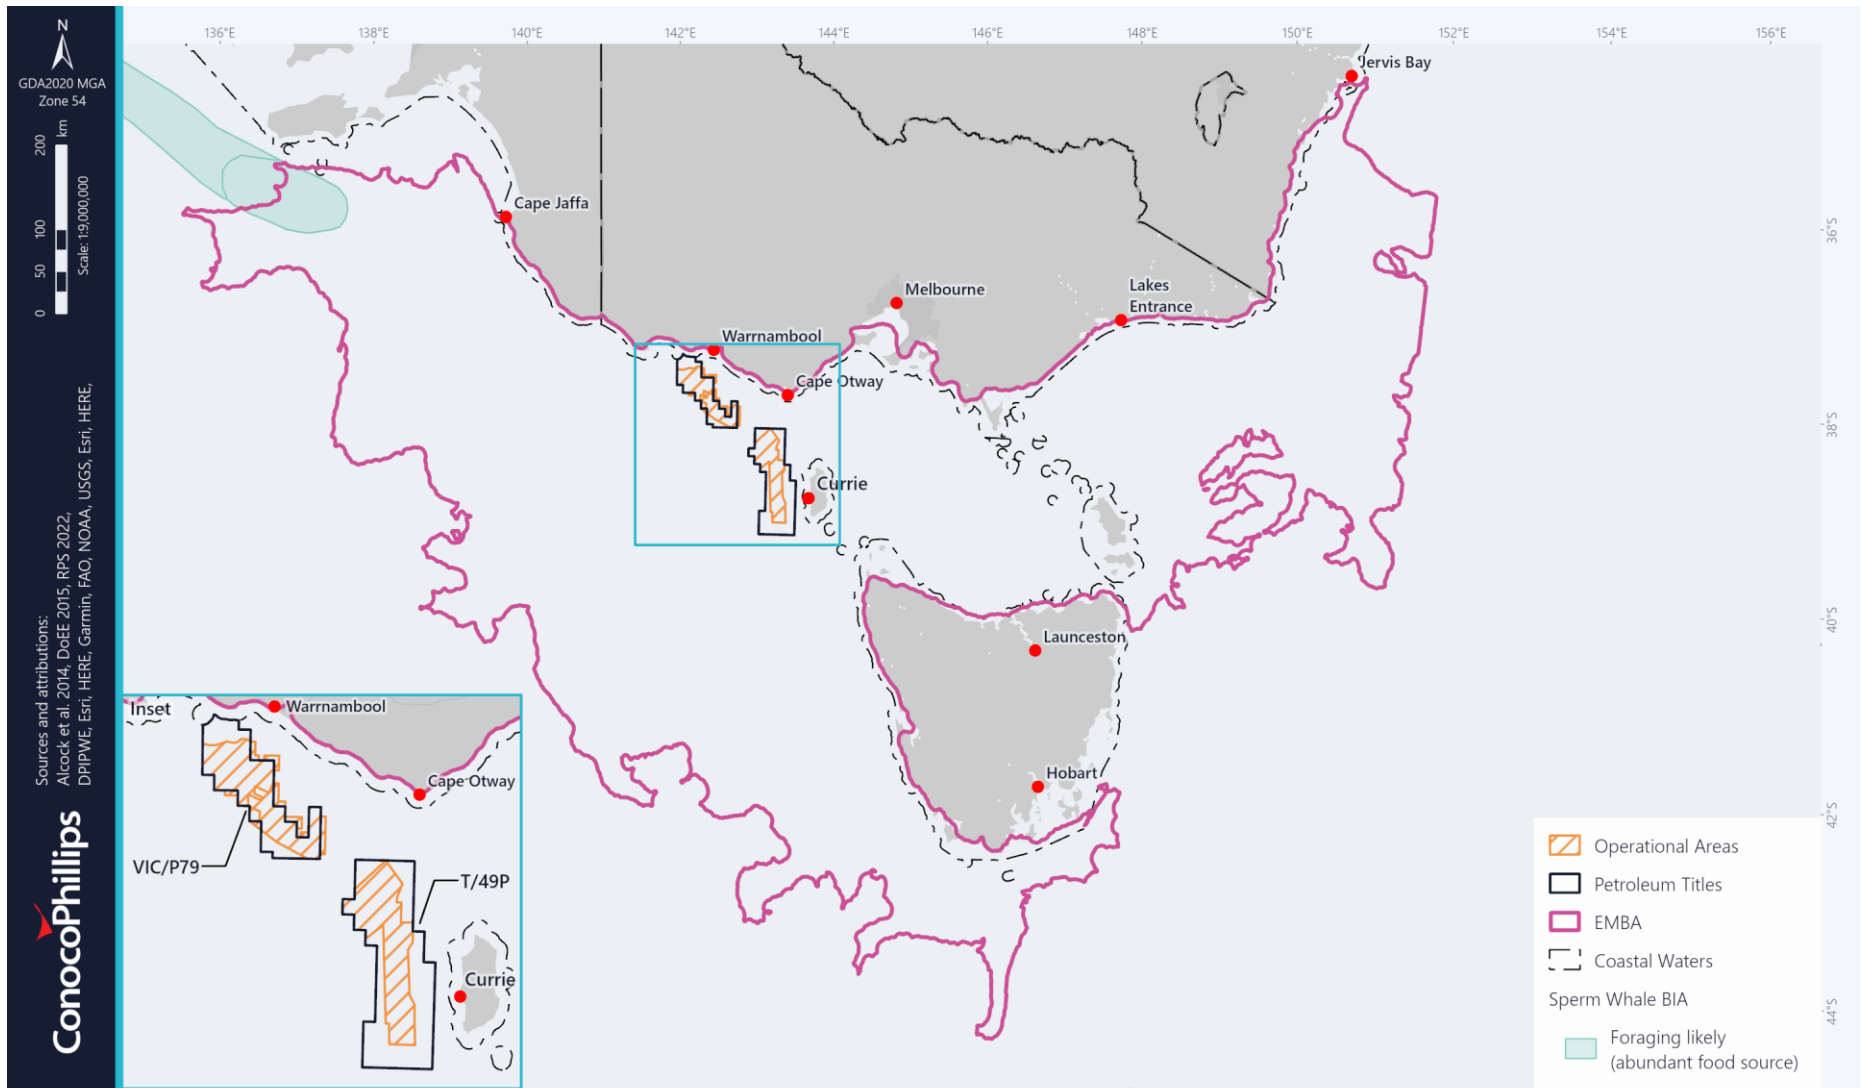 N
GDA2020 MGA
Zone 54
0 50 100 200
km
Scale: 1:9,000,000
Sources and attributions:
Alcock et al. 2014, DoEE 2015, RPS 2022,
DPIPWE, Esri, HERE, Garmin, FAO, NOAA, USGS, Esri, HERE,
ConocoPhillips
136°E 138°E 140°E 142°E 144°E 146°E 148°E 150°E 152°E 154°E 156°E
36°S
38°S
40°S
42°S
44°S
Jervis Bay
Cape Jaffa
Melbourne
Lakes
Entrance
Warrnambool
Cape Otway
Currie
Launceston
Hobart
Inset
Warrnambool
Cape Otway
VIC/P79
T/49P
Currie
Operational Areas
Petroleum Titles
EMBA
Coastal Waters
Sperm Whale BIA
Foraging likely
(abundant food source)